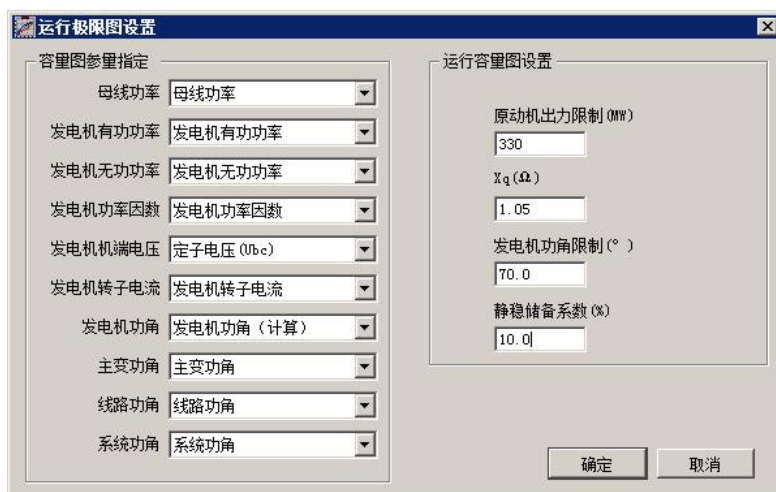 运行极限图设置
容量图参量指定
母线功率 母线功率
发电机有功功率 发电机有功功率
发电机无功功率 发电机无功功率
发电机功率因数 发电机功率因数
发电机机端电压 定子电压(Ubc)
发电机转子电流 发电机转子电流
发电机功角 发电机功角（计算）
主变功角 主变功角
线路功角 线路功角
系统功角 系统功角
运行容量图设置
原动机出力限制(MW)
330
Xq(Ω)
1.05
发电机功角限制(°)
70.0
静稳储备系数(%)
10.0
确定 取消